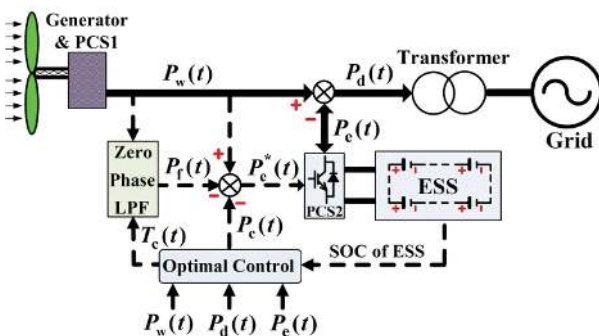 Generator
& PCS1
P_w(t)
P_d(t)
Transformer
Grid
+
−
P_e(t)
Zero
Phase
LPF
P_f(t)
+
−
−
P_e*(t)
PCS2
ESS
+ - + -
+ - + -
T_c(t)
P_c(t)
Optimal Control
SOC of ESS
P_w(t)
P_d(t)
P_e(t)